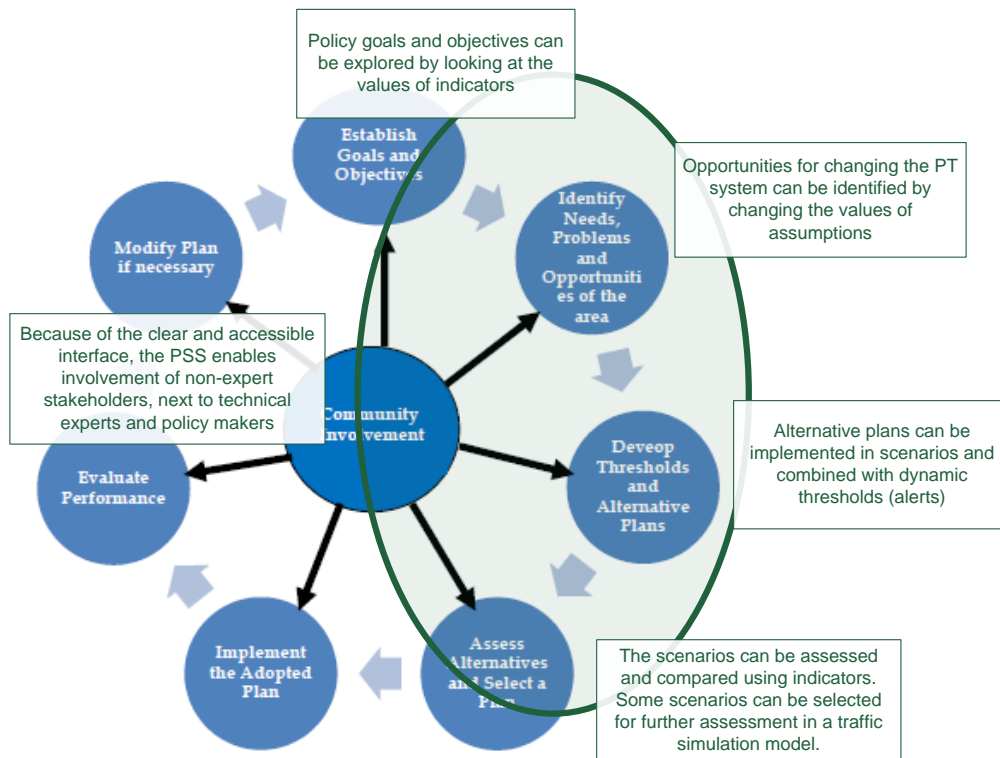 Policy goals and objectives can
be explored by looking at the
values of indicators
Establish
Goals and
Objectives
Opportunities for changing the PT
system can be identified by
changing the values of
assumptions
Identify
Needs,
Problems
and
Opportuniti
es of the
area
Modify Plan
if necessary
Because of the clear and accessible
interface, the PSS enables
involvement of non-expert
stakeholders, next to technical
experts and policy makers
Community
Involvement
Alternative plans can be
implemented in scenarios and
combined with dynamic
thresholds (alerts)
Deveop
Thresholds
and
Alternative
Plans
Evaluate
Performance
Implement
the Adopted
Plan
Assess
Alternatives
and Select a
Plan
The scenarios can be assessed
and compared using indicators.
Some scenarios can be selected
for further assessment in a traffic
simulation model.